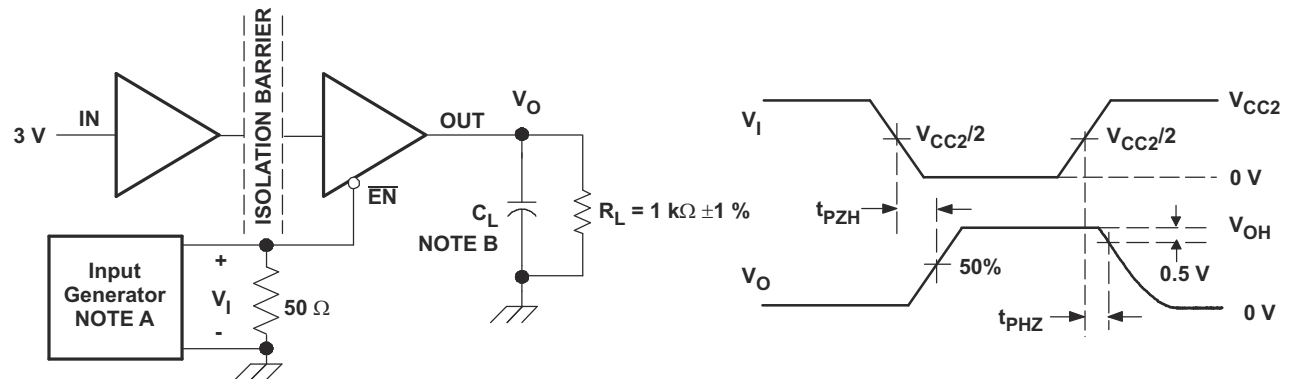 ISOLATION BARRIER
3 V
IN
OUT
V_O
EN
C_L
NOTE B
R_L = 1 kΩ ±1 %
Input
Generator
NOTE A
+
V_I
-
50 Ω
V_I
V_CC2
V_CC2/2
V_CC2/2
0 V
t_PZH
V_O
50%
V_OH
0.5 V
t_PHZ
0 V